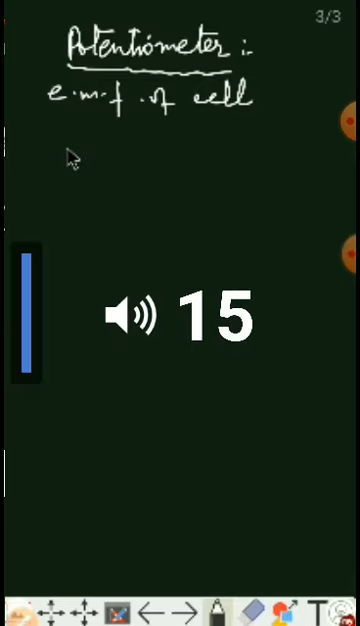 3/3
Potentiometer :-
e.m.f. of cell
15
T